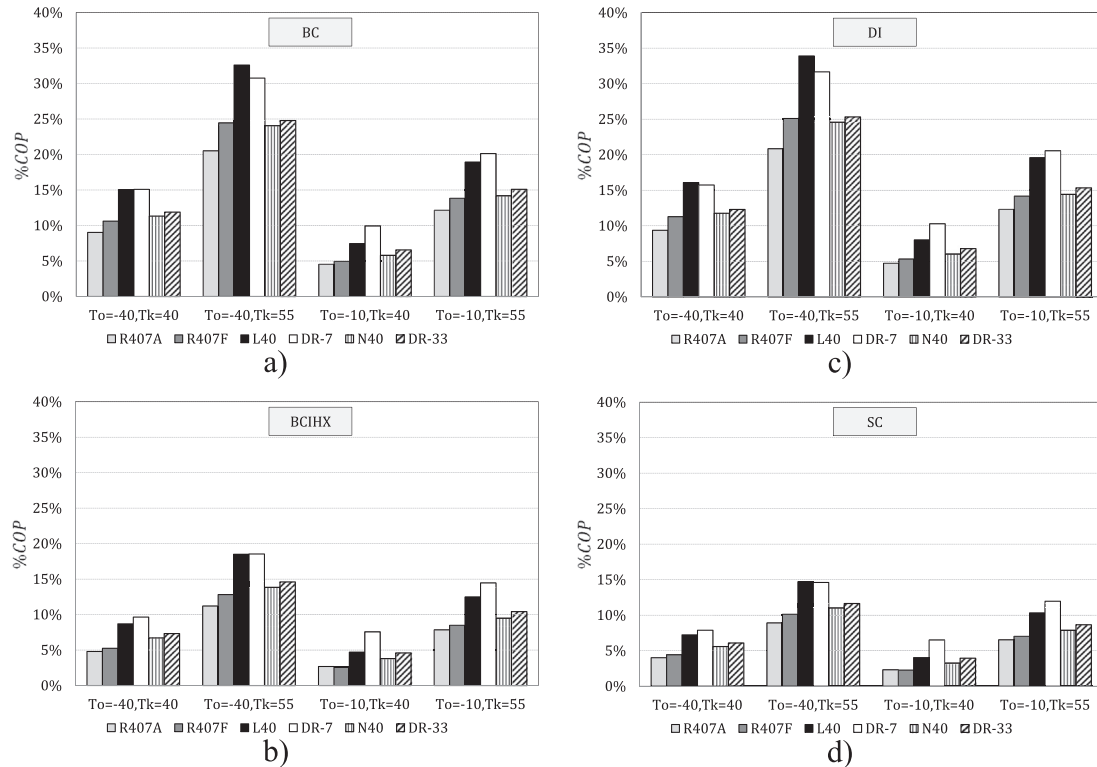 40%
35%
30%
25%
20%
15%
10%
5%
0%
%COP
BC
To=-40,Tk=40 To=-40,Tk=55 To=-10,Tk=40 To=-10,Tk=55
R407A R407F L40 DR-7 N40 DR-33
a)
40%
35%
30%
25%
20%
15%
10%
5%
0%
%COP
DI
To=-40,Tk=40 To=-40,Tk=55 To=-10,Tk=40 To=-10,Tk=55
R407A R407F L40 DR-7 N40 DR-33
c)
40%
35%
30%
25%
20%
15%
10%
5%
0%
%COP
BCIHX
To=-40,Tk=40 To=-40,Tk=55 To=-10,Tk=40 To=-10,Tk=55
R407A R407F L40 DR-7 N40 DR-33
b)
40%
35%
30%
25%
20%
15%
10%
5%
0%
%COP
SC
To=-40,Tk=40 To=-40,Tk=55 To=-10,Tk=40 To=-10,Tk=55
R407A R407F L40 DR-7 N40 DR-33
d)